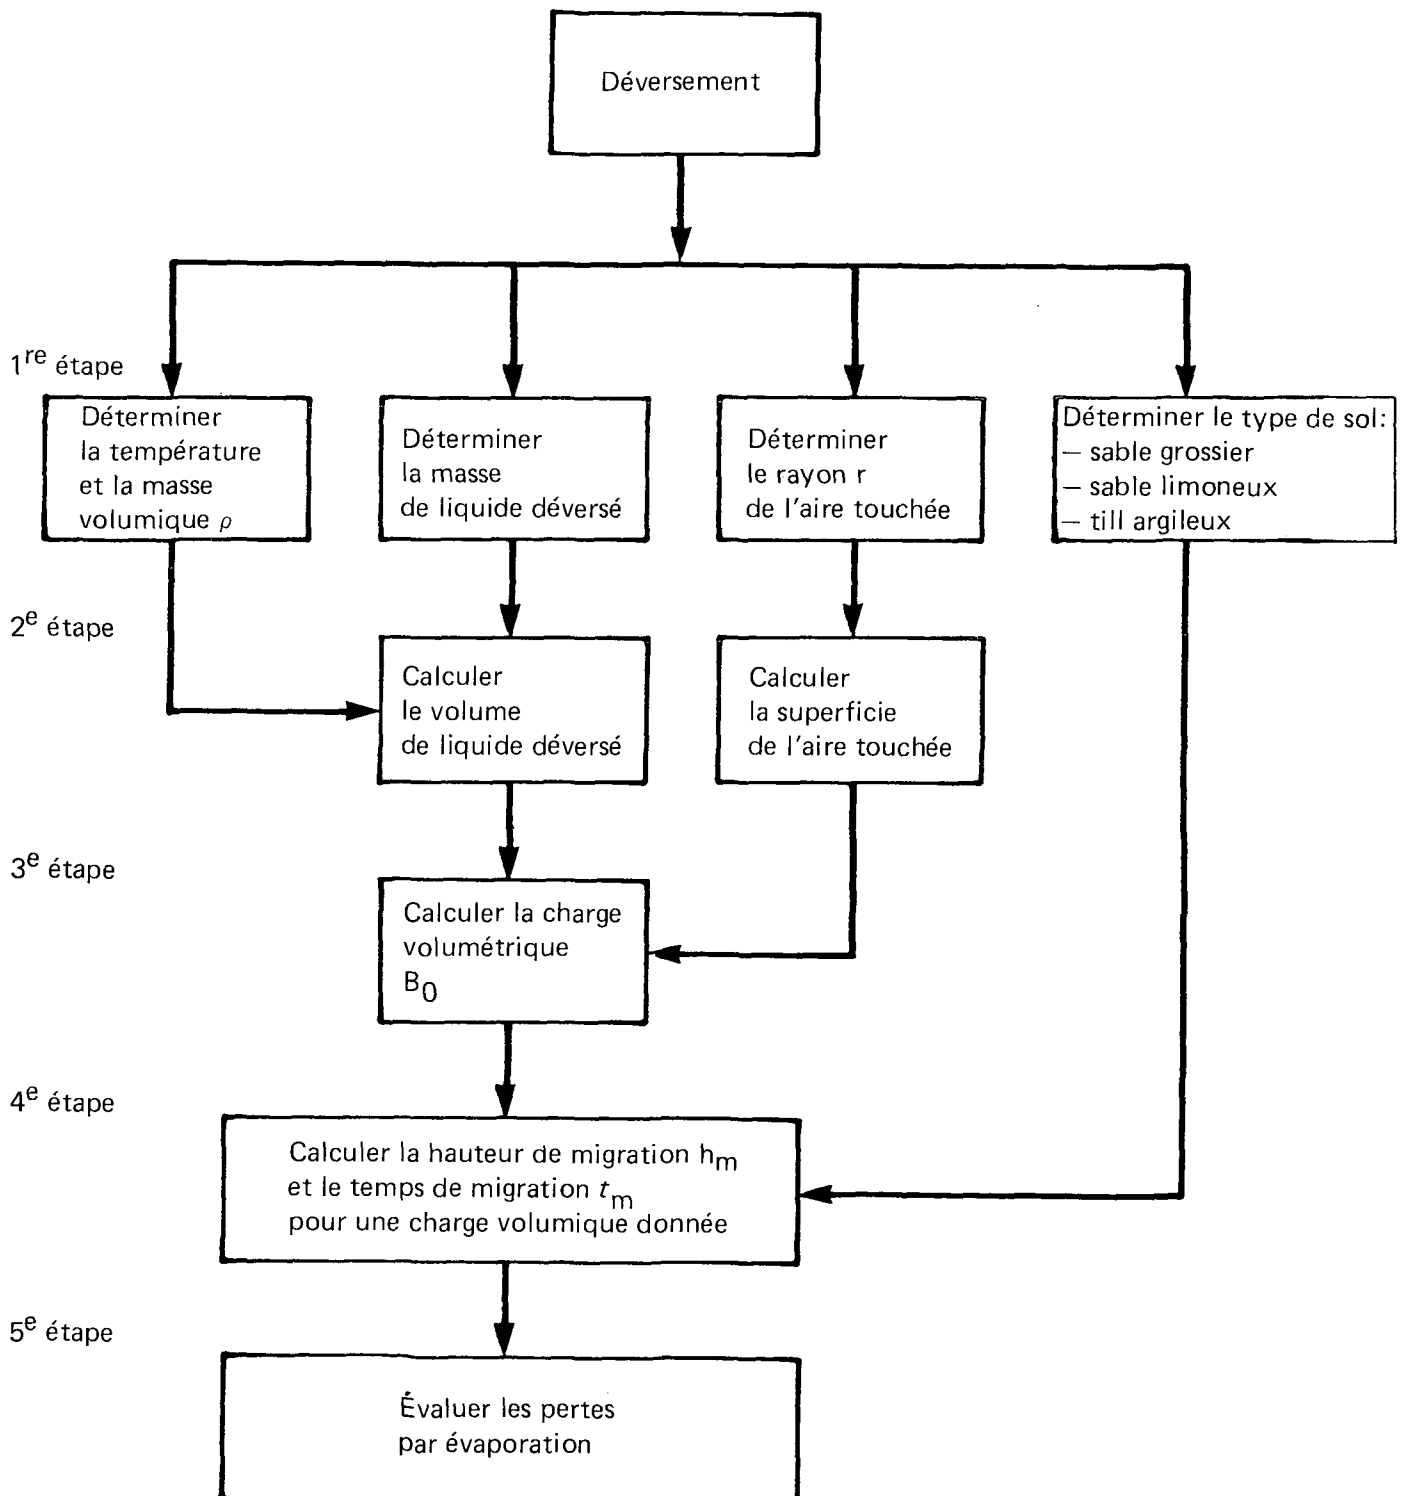 Déversement
1re étape
Déterminer
la température
et la masse
volumique ρ
Déterminer
la masse
de liquide déversé
Déterminer
le rayon r
de l'aire touchée
Déterminer le type de sol:
— sable grossier
— sable limoneux
— till argileux
2e étape
Calculer
le volume
de liquide déversé
Calculer
la superficie
de l'aire touchée
3e étape
Calculer la charge
volumétrique
B0
4e étape
Calculer la hauteur de migration hm
et le temps de migration tm
pour une charge volumique donnée
5e étape
Évaluer les pertes
par évaporation